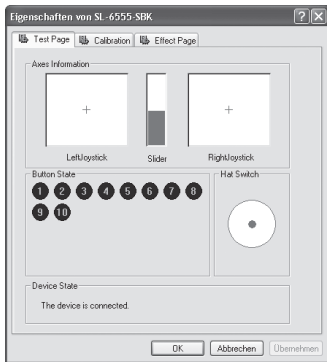 Eigenschaften von SL-6555-SBK
Test Page
Calibration
Effect Page
Axes Information
LeftJoystick
Slider
RightJoystick
Button State
Hat Switch
1 2 3 4 5 6 7 8
9 10
Device State
The device is connected.
OK
Abbrechen
Übernehmen